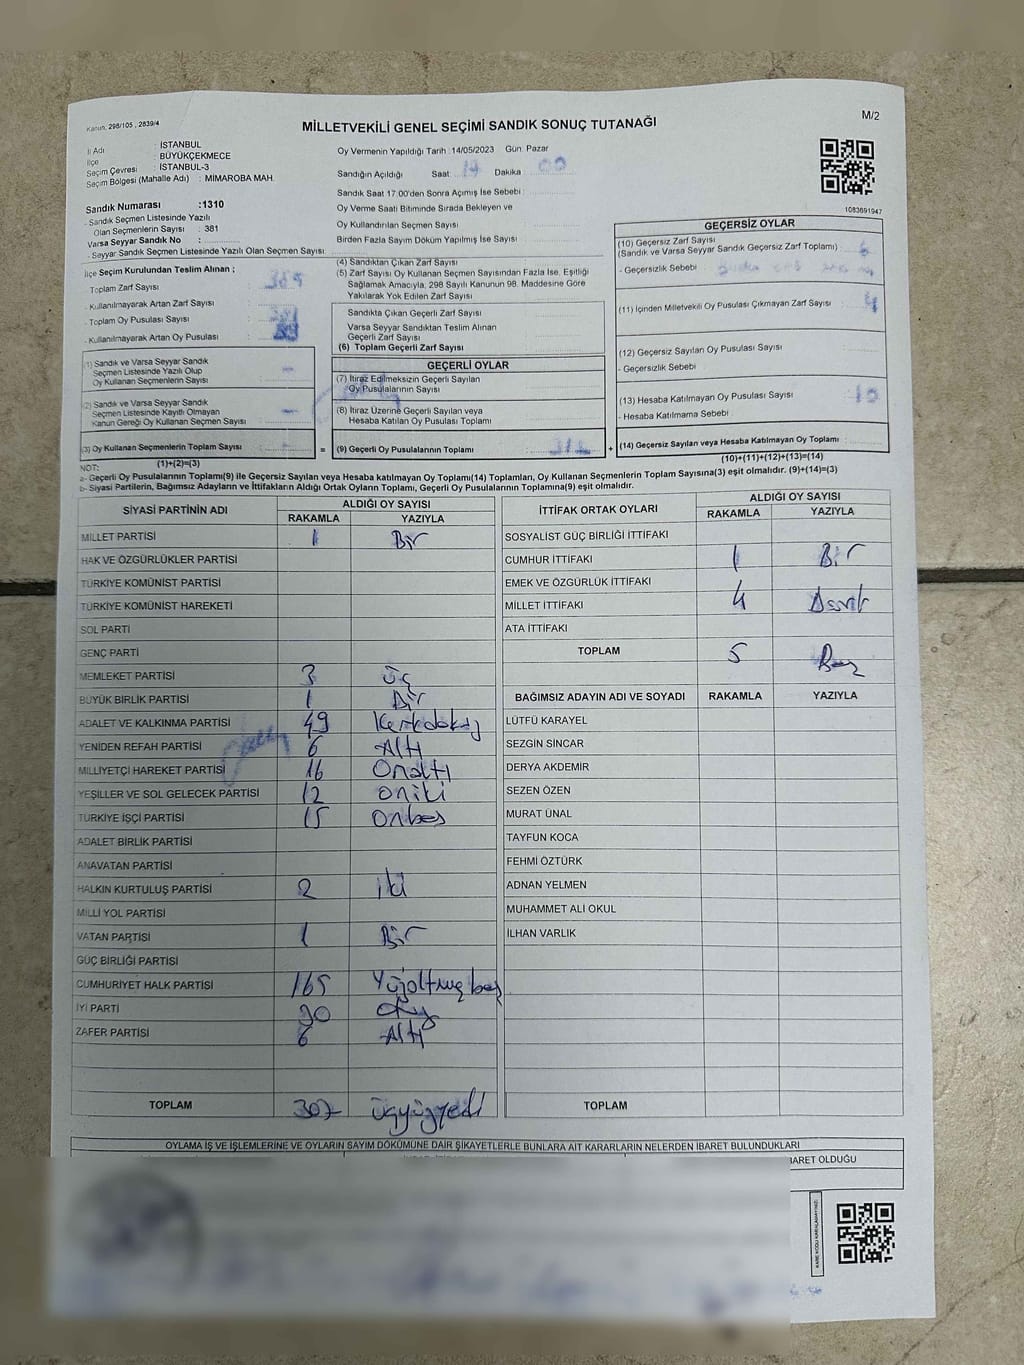 Kanun, 298/105 , 2839/4
M/2
MİLLETVEKİLİ GENEL SEÇİMİ SANDIK SONUÇ TUTANAĞI
İl Adı : İSTANBUL
İlçe : BÜYÜKÇEKMECE
Seçim Çevresi : İSTANBUL-3
Seçim Bölgesi (Mahalle Adı) : MİMAROBA MAH.
Sandık Numarası :1310
- Sandık Seçmen Listesinde Yazılı
Olan Seçmenlerin Sayısı : 381
Varsa Seyyar Sandık No :
- Seyyar Sandık Seçmen Listesinde Yazılı Olan Seçmen Sayısı :
Oy Vermenin Yapıldığı Tarih :14/05/2023 Gün: Pazar
Sandığın Açıldığı Saat: Dakika: 00
Sandık Saat 17.00'den Sonra Açılmış İse Sebebi :
Oy Verme Saati Bitiminde Sırada Bekleyen ve
Oy Kullandırılan Seçmen Sayısı
Birden Fazla Sayım Döküm Yapılmış İse Sayısı
1083691947
İlçe Seçim Kurulundan Teslim Alınan ;
- Toplam Zarf Sayısı :
- Kullanılmayarak Artan Zarf Sayısı :
- Toplam Oy Pusulası Sayısı :
- Kullanılmayarak Artan Oy Pusulası :
(4) Sandıktan Çıkan Zarf Sayısı
(5) Zarf Sayısı Oy Kullanan Seçmen Sayısından Fazla İse, Eşitliği
Sağlamak Amacıyla, 298 Sayılı Kanunun 98. Maddesine Göre
Yakılarak Yok Edilen Zarf Sayısı
Sandıkta Çıkan Geçerli Zarf Sayısı
Varsa Seyyar Sandıktan Teslim Alınan
Geçerli Zarf Sayısı
(6) Toplam Geçerli Zarf Sayısı
GEÇERSİZ OYLAR
(10) Geçersiz Zarf Sayısı
(Sandık ve Varsa Seyyar Sandık Geçersiz Zarf Toplamı) : 6
- Geçersizlik Sebebi :
(11) İçinden Milletvekili Oy Pusulası Çıkmayan Zarf Sayısı : 4
(12) Geçersiz Sayılan Oy Pusulası Sayısı
- Geçersizlik Sebebi
(13) Hesaba Katılmayan Oy Pusulası Sayısı : 10
- Hesaba Katılmama Sebebi
(14) Geçersiz Sayılan veya Hesaba Katılmayan Oy Toplamı :
(10)+(11)+(12)+(13)=(14)
(1) Sandık ve Varsa Seyyar Sandık
Seçmen Listesinde Yazılı Olup
Oy Kullanan Seçmenlerin Sayısı :
(2) Sandık ve Varsa Seyyar Sandık
Listesinde Kayıtlı Olmayan
Kanun Gereği Oy Kullanan Seçmen Sayısı :
(3) Oy Kullanan Seçmenlerin Toplam Sayısı :
(1)+(2)=(3)
GEÇERLİ OYLAR
(7) İtiraz Edilmeksizin Geçerli Sayılan
Oy Pusulalarının Sayısı
(8) İtiraz Üzerine Geçerli Sayılan veya
Hesaba Katılan Oy Pusulası Toplamı
= (9) Geçerli Oy Pusulalarının Toplamı : 312 +
NOT:
a- Geçerli Oy Pusulalarının Toplamı(9) ile Geçersiz Sayılan veya Hesaba katılmayan Oy Toplamı(14) Toplamları, Oy Kullanan Seçmenlerin Toplam Sayısına(3) eşit olmalıdır. (9)+(14)=(3)
b- Siyasi Partilerin, Bağımsız Adayların ve İttifakların Aldığı Ortak Oyların Toplamı, Geçerli Oy Pusulalarının Toplamına(9) eşit olmalıdır.
SİYASİ PARTİNİN ADI ALDIĞI OY SAYISI
RAKAMLA YAZIYLA
MİLLET PARTİSİ 1 Bir
HAK VE ÖZGÜRLÜKLER PARTİSİ
TÜRKİYE KOMÜNİST PARTİSİ
TÜRKİYE KOMÜNİST HAREKETİ
SOL PARTİ
GENÇ PARTİ
MEMLEKET PARTİSİ 3 Üç
BÜYÜK BİRLİK PARTİSİ 1 Bir
ADALET VE KALKINMA PARTİSİ 49 Kırkdokuz
YENİDEN REFAH PARTİSİ 6 Altı
MİLLİYETÇİ HAREKET PARTİSİ 16 Onaltı
YEŞİLLER VE SOL GELECEK PARTİSİ 12 oniki
TÜRKİYE İŞÇİ PARTİSİ 15 Onbeş
ADALET BİRLİK PARTİSİ
ANAVATAN PARTİSİ
HALKIN KURTULUŞ PARTİSİ 2 iki
MİLLİ YOL PARTİSİ
VATAN PARTİSİ 1 Bir
GÜÇ BİRLİĞİ PARTİSİ
CUMHURİYET HALK PARTİSİ 165 Yüzaltmışbeş
İYİ PARTİ 30 Otuz
ZAFER PARTİSİ 6 Altı
TOPLAM 307 üçyüzyedi
İTTİFAK ORTAK OYLARI ALDIĞI OY SAYISI
RAKAMLA YAZIYLA
SOSYALİST GÜÇ BİRLİĞİ İTTİFAKI
CUMHUR İTTİFAKI 1 Bir
EMEK VE ÖZGÜRLÜK İTTİFAKI
MİLLET İTTİFAKI 4 Dört
ATA İTTİFAKI
TOPLAM 5 Beş
BAĞIMSIZ ADAYIN ADI VE SOYADI RAKAMLA YAZIYLA
LÜTFÜ KARAYEL
SEZGİN SİNCAR
DERYA AKDEMİR
SEZEN ÖZEN
MURAT ÜNAL
TAYFUN KOCA
FEHMİ ÖZTÜRK
ADNAN YELMEN
MUHAMMET ALİ OKUL
İLHAN VARLIK
TOPLAM
OYLAMA İŞ VE İŞLEMLERİNE VE OYLARIN SAYIM DÖKÜMÜNE DAİR ŞİKAYETLERLE BUNLARA AİT KARARLARIN NELERDEN İBARET BULUNDUKLARI
BARET OLDUĞU